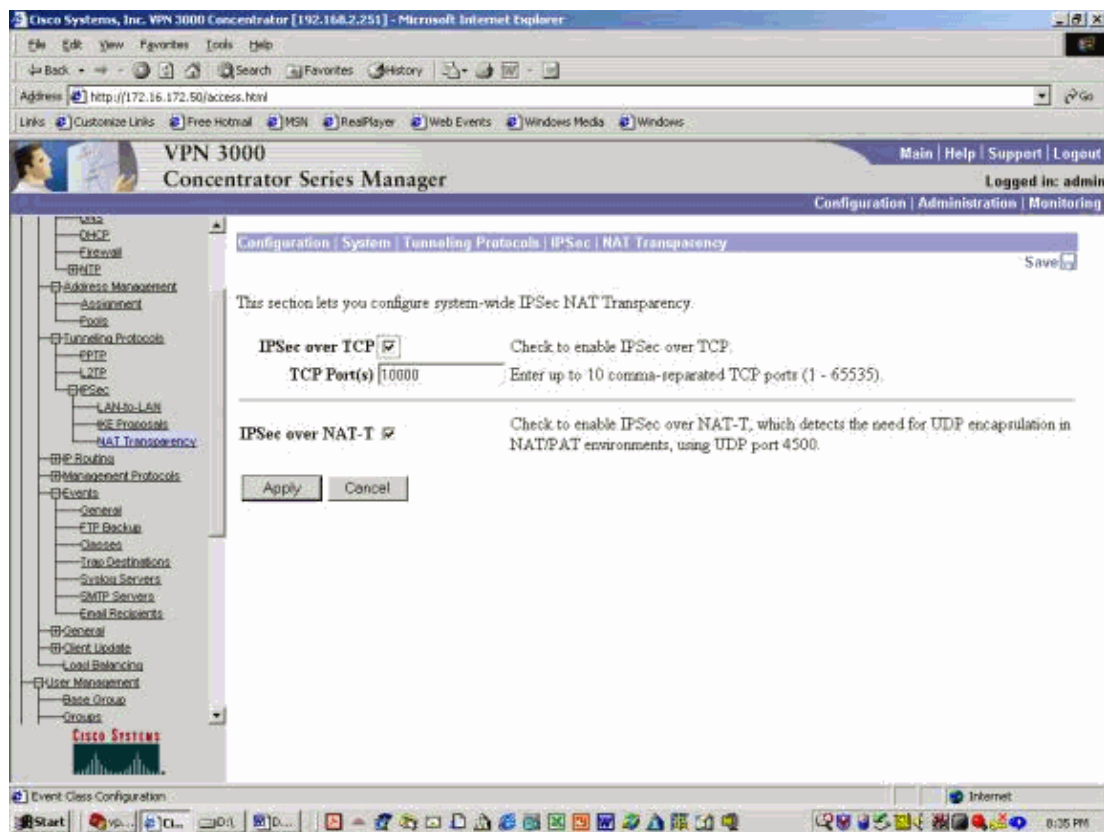 Cisco Systems, Inc. VPN 3000 Concentrator [192.168.2.251] - Microsoft Internet Explorer
File Edit View Favorites Tools Help
Back Search Favorites History
Address http://172.16.172.50/access.html Go
Links Customize Links Free Hotmail MSN RealPlayer Web Events Windows Media Windows
VPN 3000
Concentrator Series Manager
Main | Help | Support | Logout
Logged in: admin
Configuration | Administration | Monitoring
DNS
DHCP
Firewall
NTP
Address Management
Assignment
Pools
Tunneling Protocols
PPTP
L2TP
IPSec
LAN-to-LAN
IKE Proposals
NAT Transparency
IP Routing
Management Protocols
Events
General
FTP Backup
Classes
Trap Destinations
Syslog Servers
SMTP Servers
Email Recipients
General
Client Update
Load Balancing
User Management
Base Group
Groups
CISCO SYSTEMS
Configuration | System | Tunneling Protocols | IPSec | NAT Transparency
Save
This section lets you configure system-wide IPSec NAT Transparency.
IPSec over TCP Check to enable IPSec over TCP.
TCP Port(s) 10000 Enter up to 10 comma-separated TCP ports (1 - 65535).
IPSec over NAT-T Check to enable IPSec over NAT-T, which detects the need for UDP encapsulation in
NAT/PAT environments, using UDP port 4500.
Apply Cancel
Event Class Configuration Internet
Start 8:35 PM